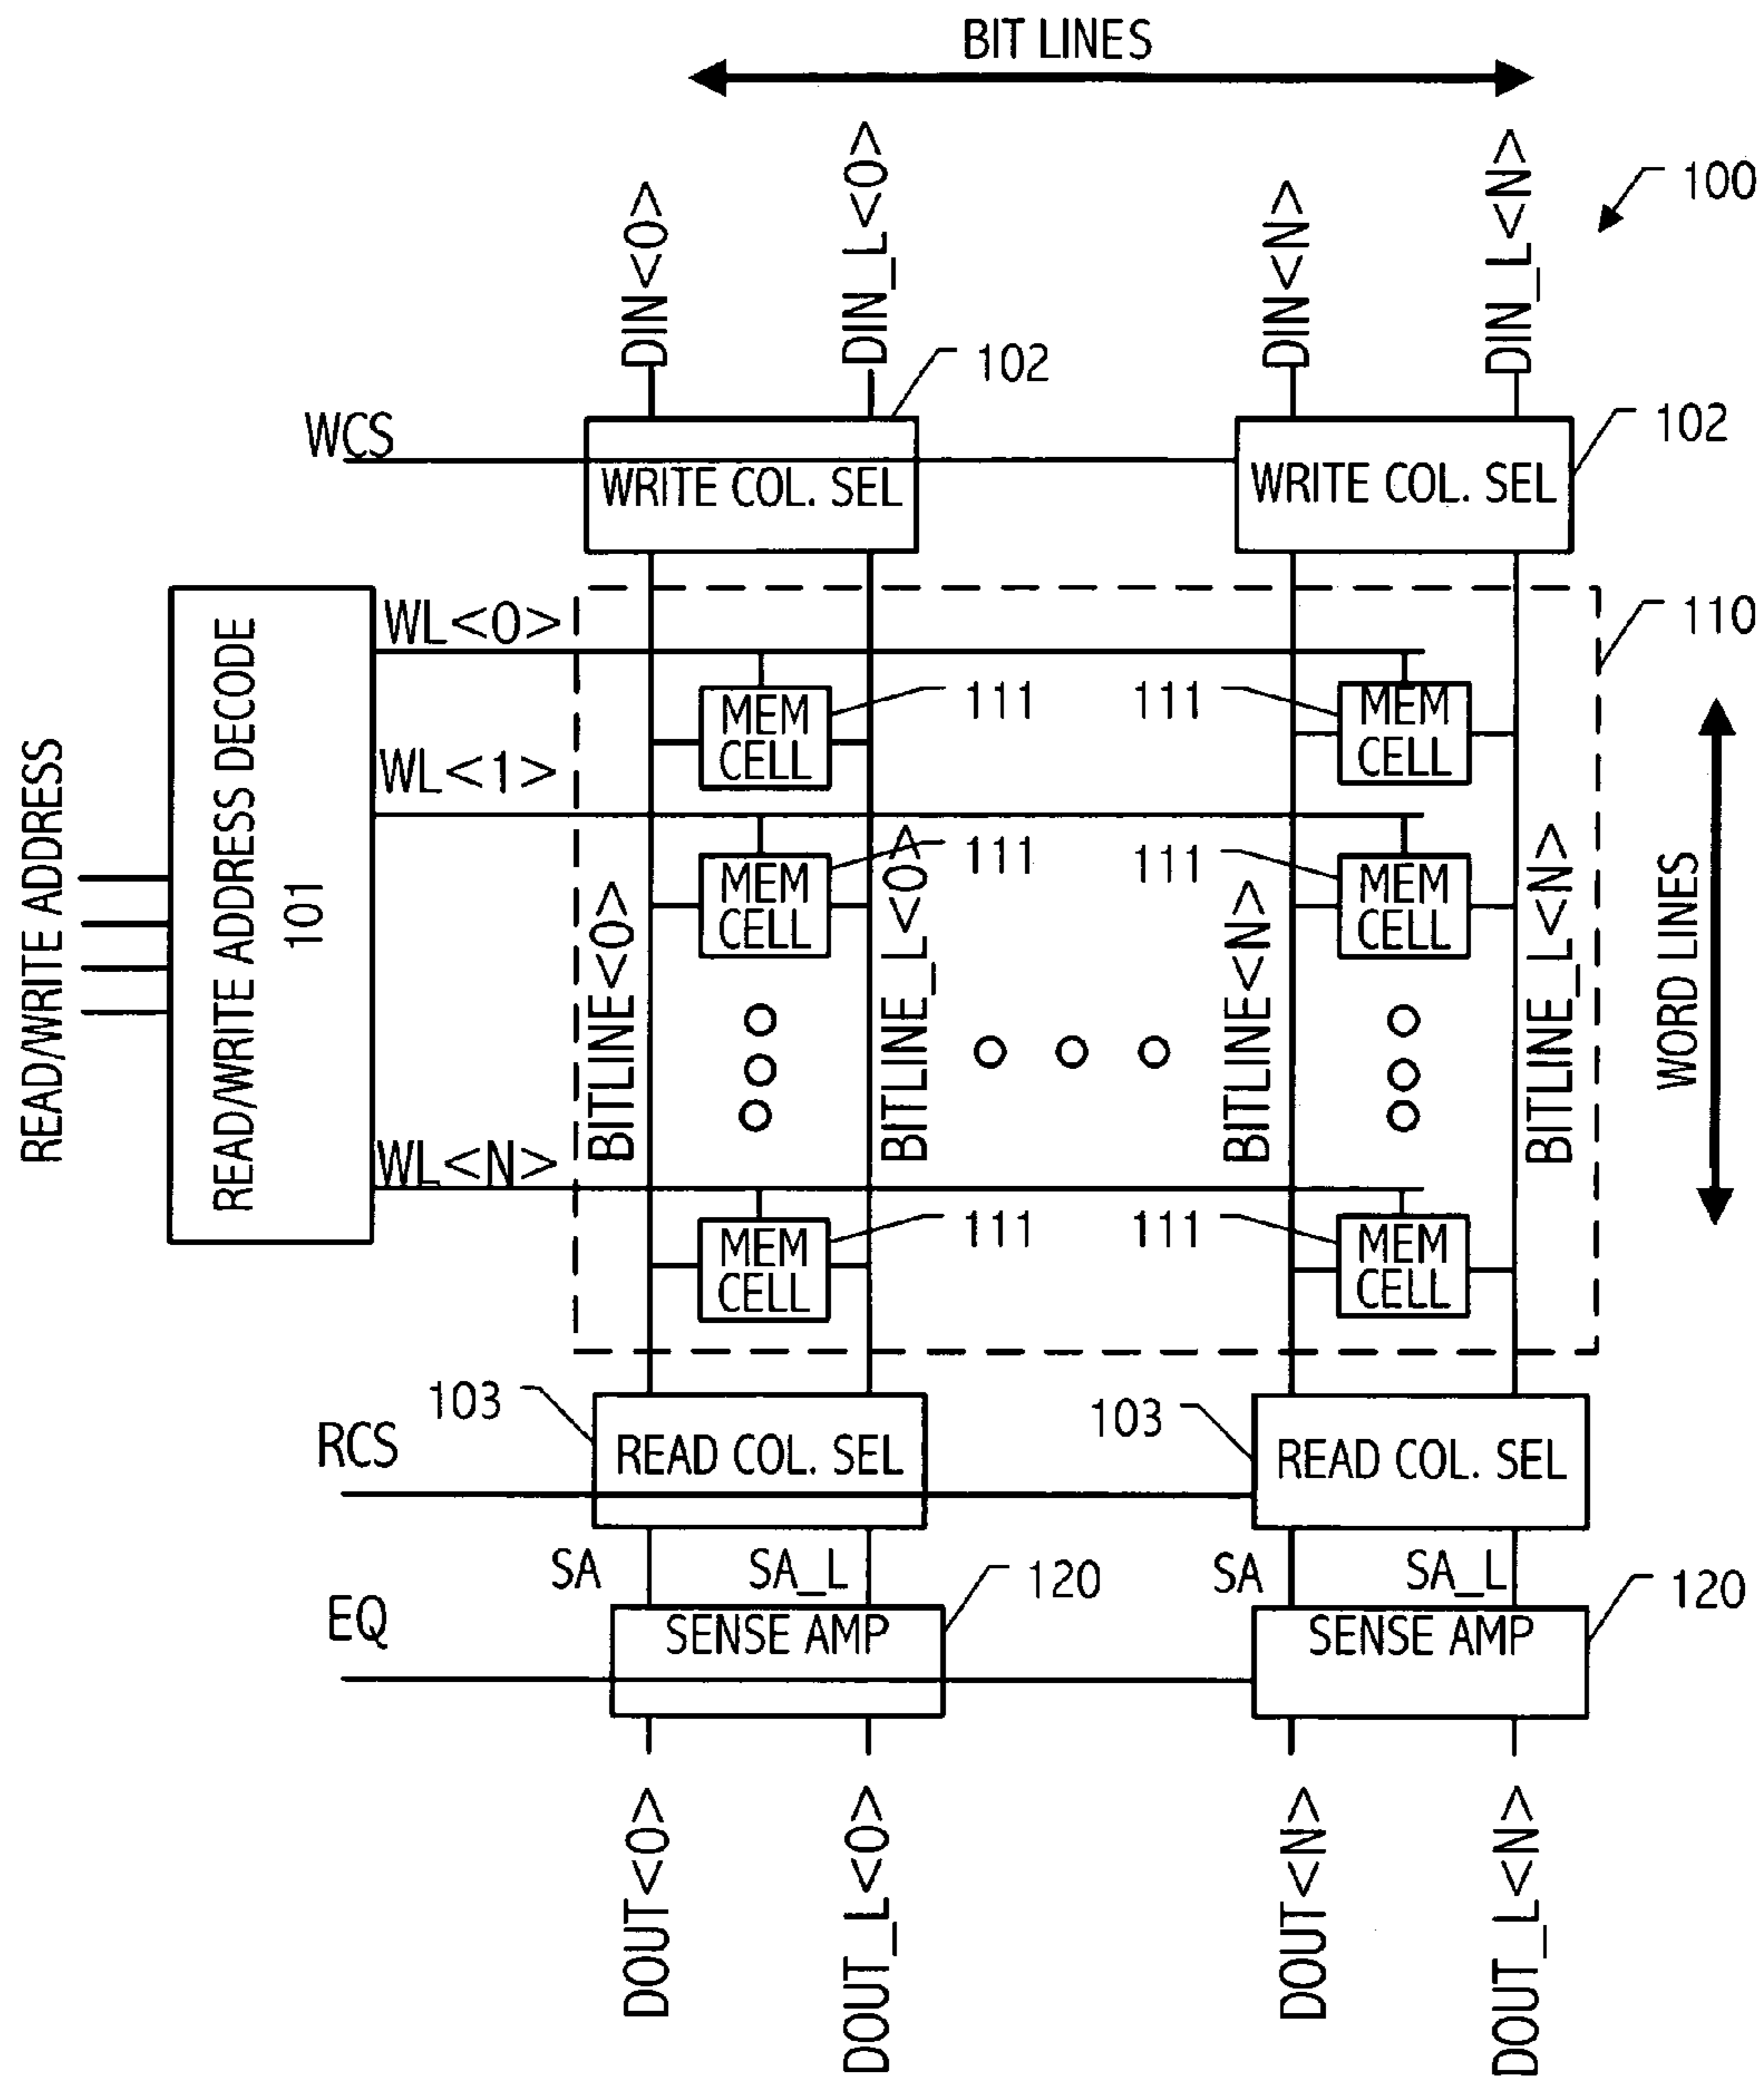 BIT LINES
DIN<0>
DIN_L<0>
DIN<N>
DIN_L<N>
100
102
102
WCS
WRITE COL. SEL
WRITE COL. SEL
READ/WRITE ADDRESS
READ/WRITE ADDRESS DECODE
101
WL<0>
110
MEM
CELL
111
111
MEM
CELL
WL<1>
MEM
CELL
111
111
MEM
CELL
BITLINE<0>
BITLINE_L<0>
BITLINE<N>
BITLINE_L<N>
WORD LINES
WL<N>
MEM
CELL
111
111
MEM
CELL
103
103
RCS
READ COL. SEL
READ COL. SEL
SA
SA_L
120
SA
SA_L
120
EQ
SENSE AMP
SENSE AMP
DOUT<0>
DOUT_L<0>
DOUT<N>
DOUT_L<N>